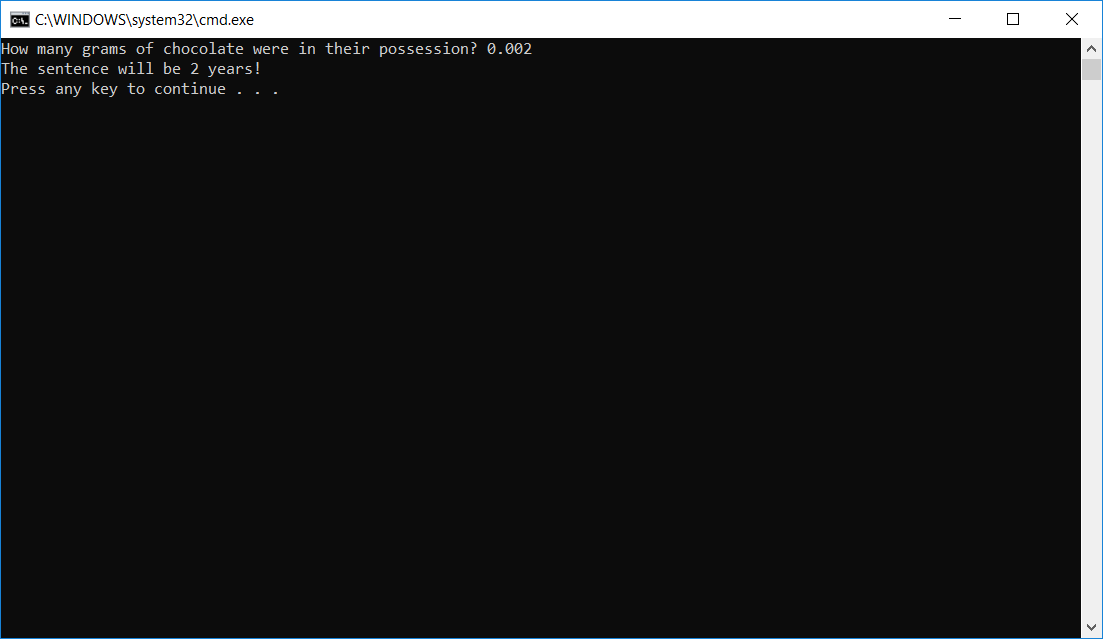 C:\WINDOWS\system32\cmd.exe
How many grams of chocolate were in their possession? 0.002
The sentence will be 2 years!
Press any key to continue . . .